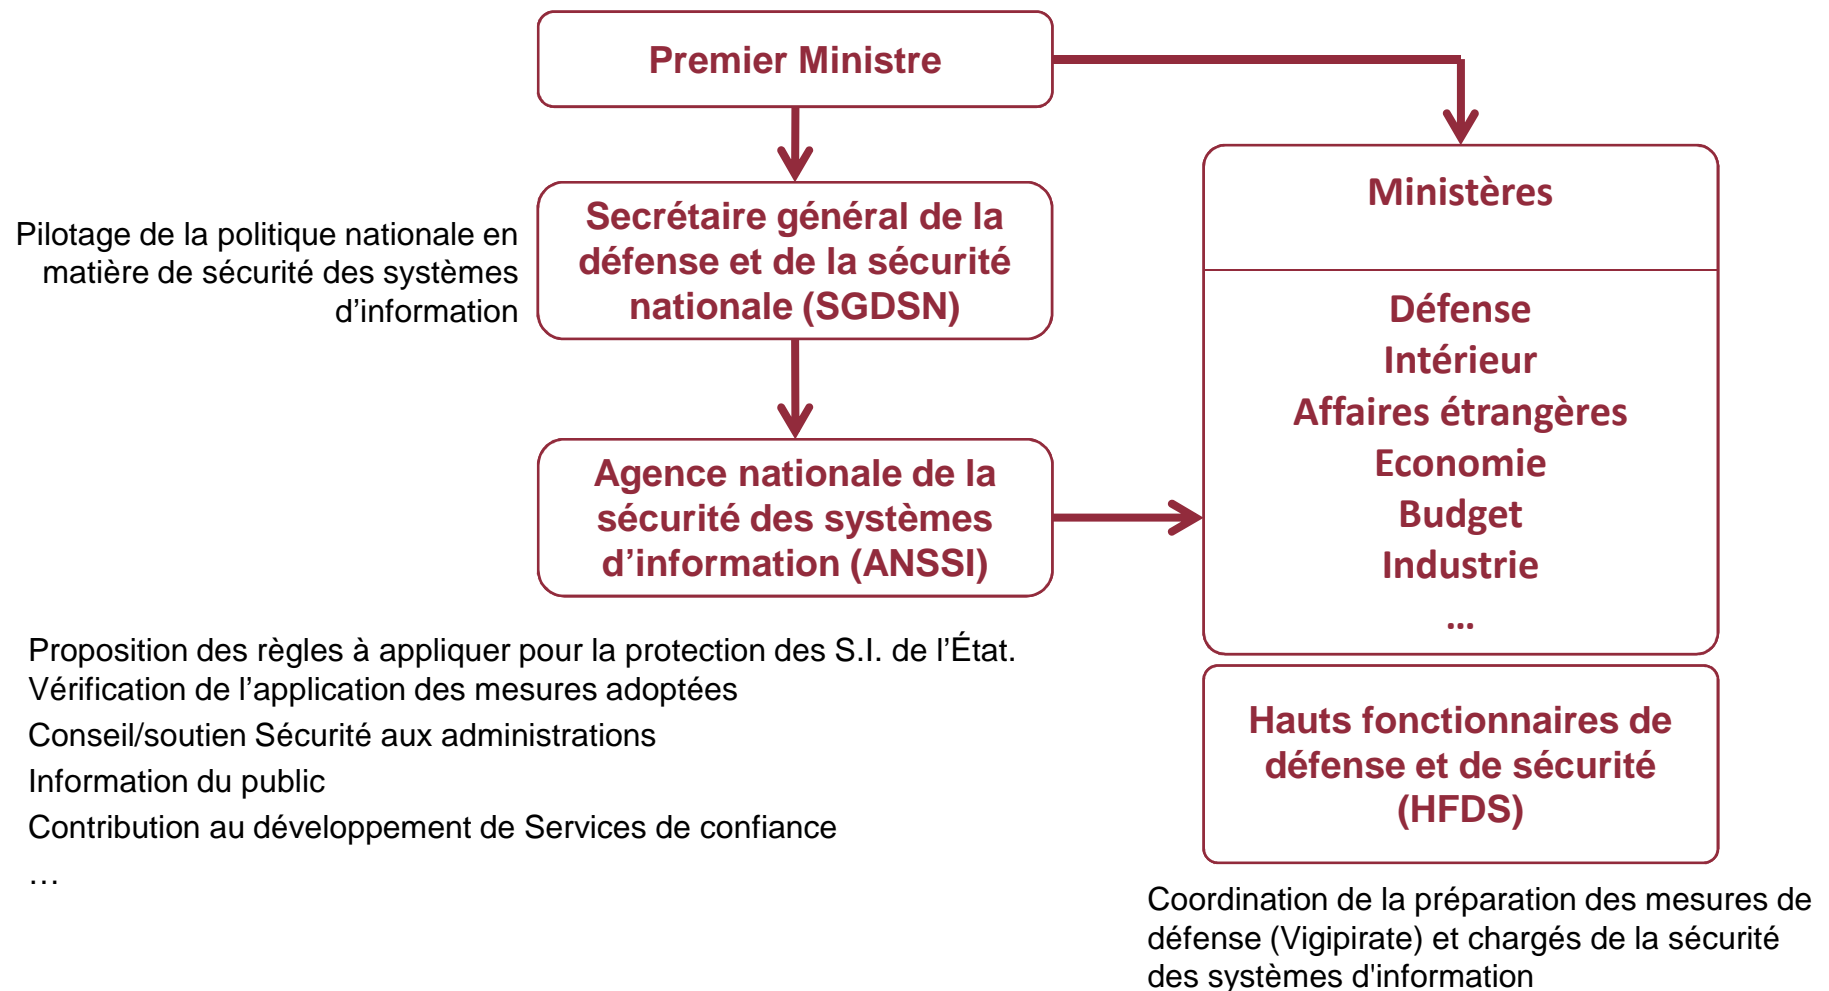 Premier Ministre
Pilotage de la politique nationale en
matière de sécurité des systèmes
d’information
Secrétaire général de la
défense et de la sécurité
nationale (SGDSN)
Agence nationale de la
sécurité des systèmes
d’information (ANSSI)
Proposition des règles à appliquer pour la protection des S.I. de l’État.
Vérification de l’application des mesures adoptées
Conseil/soutien Sécurité aux administrations
Information du public
Contribution au développement de Services de confiance
…
Ministères
Défense
Intérieur
Affaires étrangères
Economie
Budget
Industrie
…
Hauts fonctionnaires de
défense et de sécurité
(HFDS)
Coordination de la préparation des mesures de
défense (Vigipirate) et chargés de la sécurité
des systèmes d'information